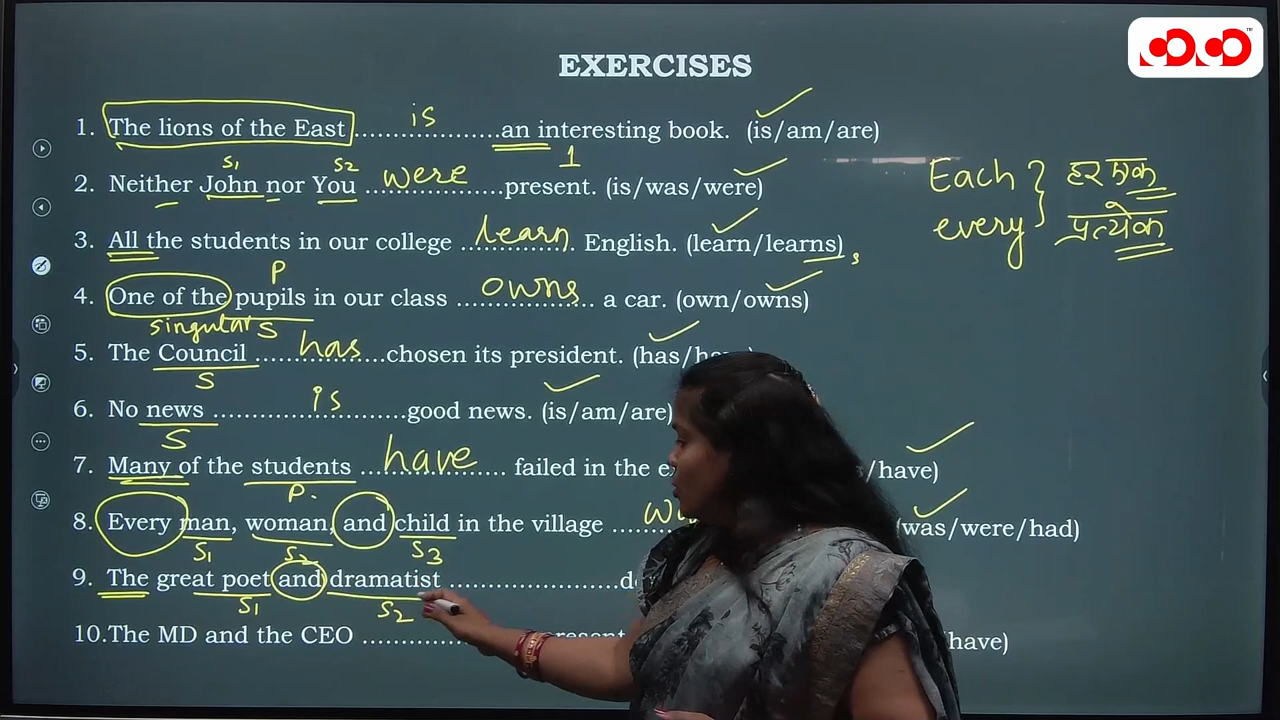 EXERCISES
1. The lions of the East ....is.... an interesting book. (is/am/are)
1
S1 S2
2. Neither John nor You ....were.... present. (is/was/were)
3. All the students in our college ....learn.... English. (learn/learns)
s
P
4. One of the pupils in our class ....owns.... a car. (own/owns)
singular S
5. The Council ....has.... chosen its president. (has/
S
6. No news ....is.... good news. (is/am/are)
S
7. Many of the students ....have.... failed in the /have)
P.
8. Every man, woman, and child in the village .... (was/were/had)
S1 S2 S3
9. The great poet and dramatist ....................
S1 S2
10.The MD and the CEO .............. have)
Each } हर एक
every प्रत्येक